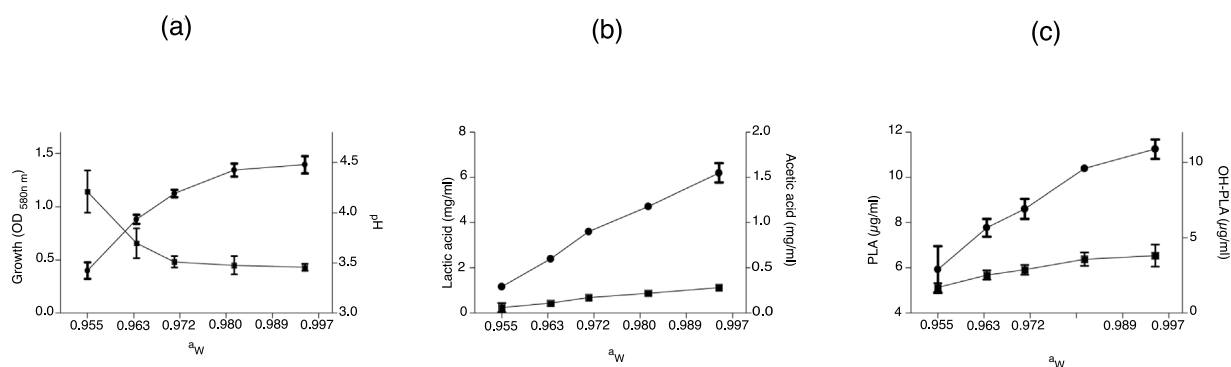 (a)
(b)
(c)
1.5
1.0
0.5
0.0
Growth (OD 580n m)
4.5
4.0
3.5
3.0
Hd
0.955 0.963 0.972 0.980 0.989 0.997
aW
8
6
4
2
0
Lactic acid (mg/ml)
2.0
1.5
1.0
0.5
0.0
Acetic acid (mg/ml)
0.955 0.963 0.972 0.980 0.989 0.997
aW
12
10
8
6
4
PLA (µg/ml)
10
5
0
OH-PLA (µg/ml)
0.955 0.963 0.972 0.989 0.997
aW